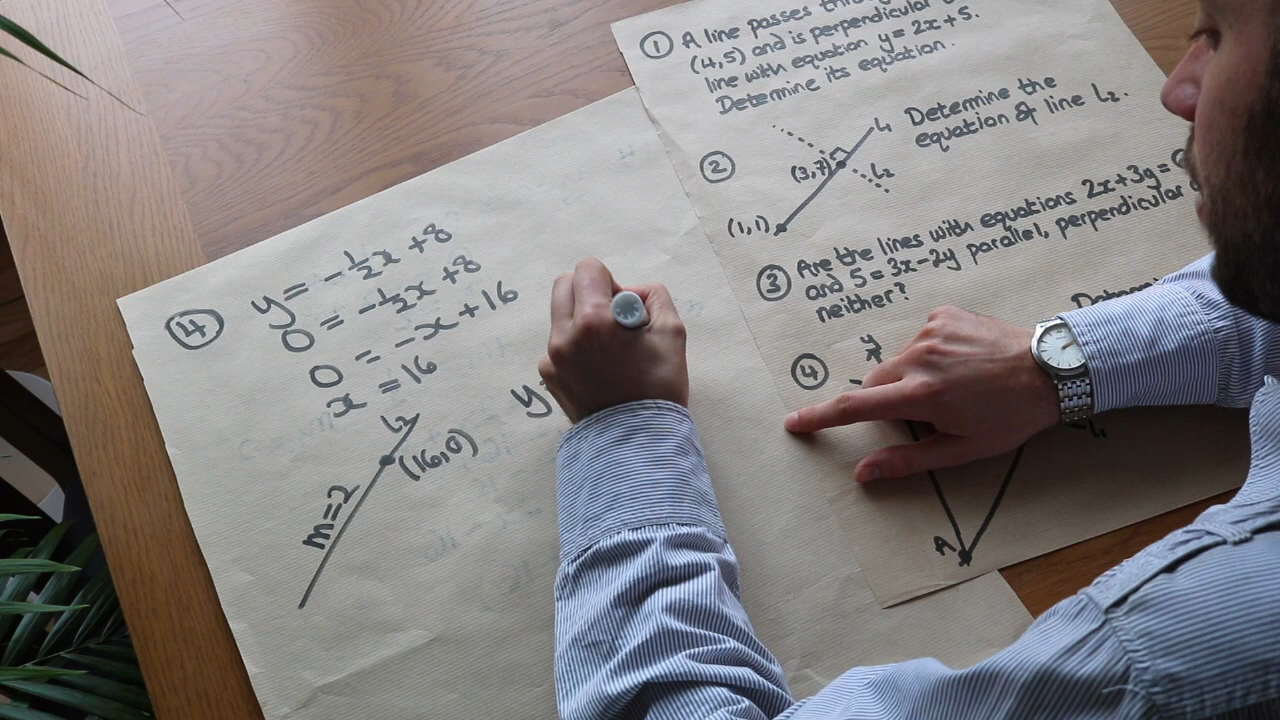 ④
y = -½x +8
0 = -½x +8
0 = -x +16
x = 16
L₂
(16,0)
m=2
y
① A line passes
(4,5) and is perpendicular
line with equation y = 2x + 5.
Determine its equation.
②
L₁
(3,7)
L₂
(1,1)
Determine the
equation of line L₂.
③ Are the lines with equations 2x+3y=
and 5 = 3x-2y parallel, perpendicular
neither?
④
y
L₁
A